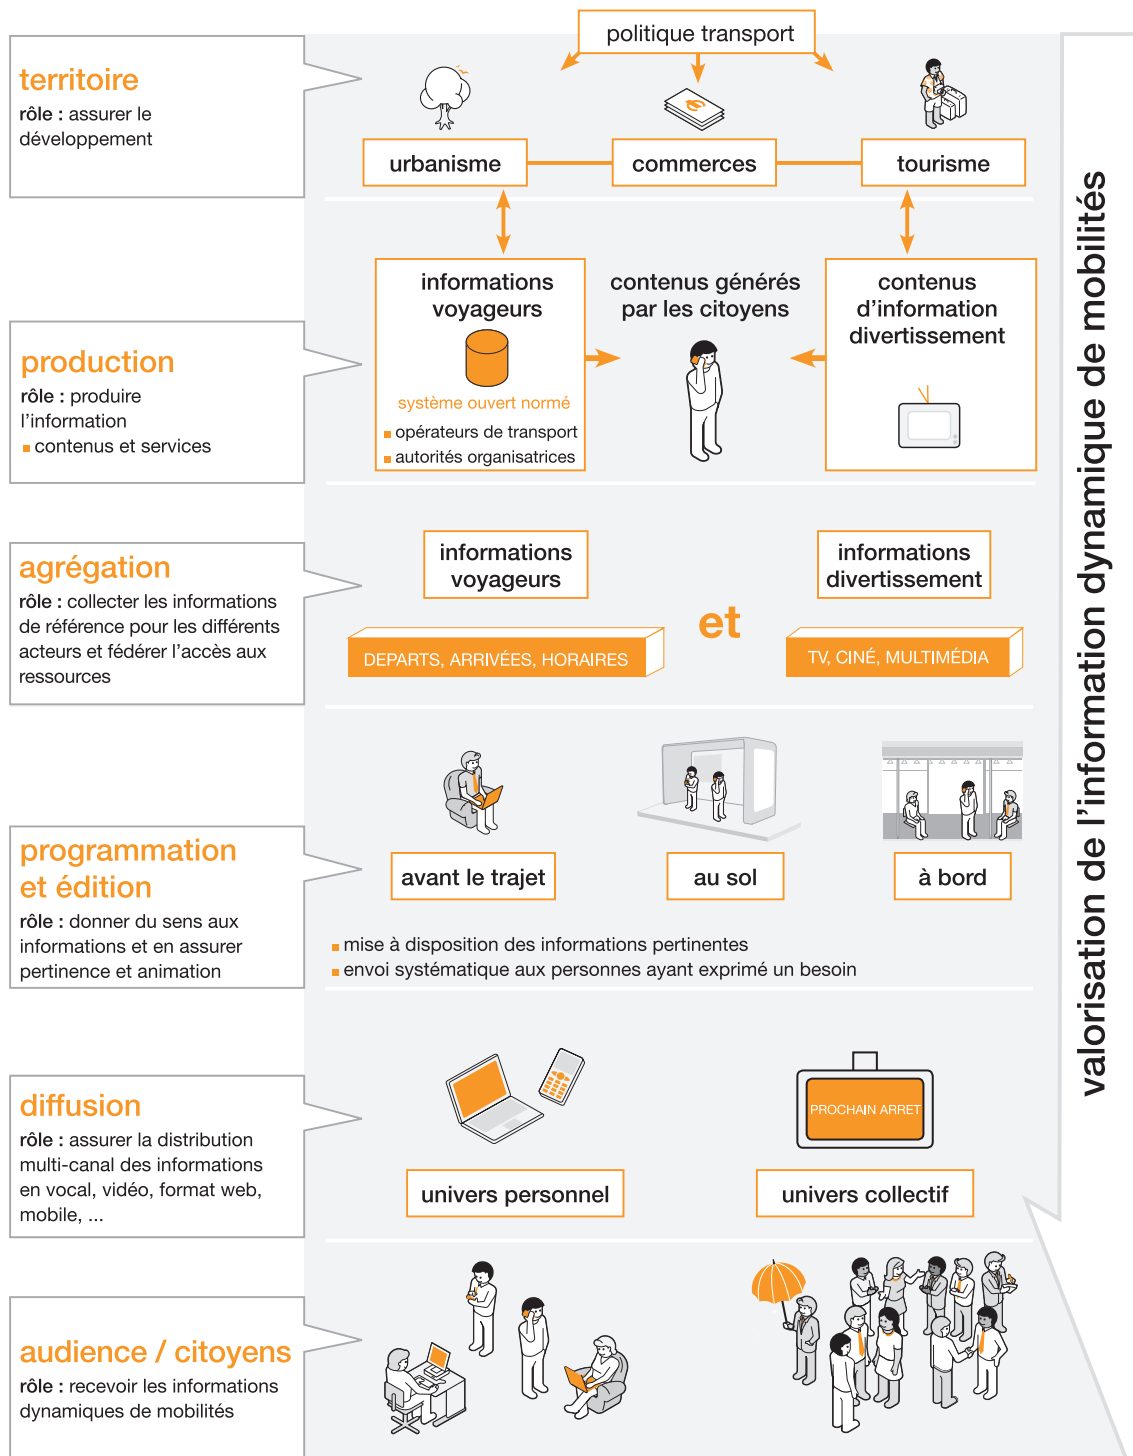 politique transport
territoire
rôle : assurer le
développement
urbanisme
commerces
tourisme
production
rôle : produire
l'information
contenus et services
informations
voyageurs
système ouvert normé
opérateurs de transport
autorités organisatrices
contenus générés
par les citoyens
contenus
d'information
divertissement
agrégation
rôle : collecter les informations
de référence pour les différents
acteurs et fédérer l'accès aux
ressources
informations
voyageurs
DEPARTS, ARRIVÉES, HORAIRES
et
informations
divertissement
TV, CINÉ, MULTIMÉDIA
programmation
et édition
rôle : donner du sens aux
informations et en assurer
pertinence et animation
avant le trajet
au sol
à bord
mise à disposition des informations pertinentes
envoi systématique aux personnes ayant exprimé un besoin
diffusion
rôle : assurer la distribution
multi-canal des informations
en vocal, vidéo, format web,
mobile, ...
univers personnel
PROCHAIN ARRET
univers collectif
audience / citoyens
rôle : recevoir les informations
dynamiques de mobilités
valorisation de l'information dynamique de mobilités